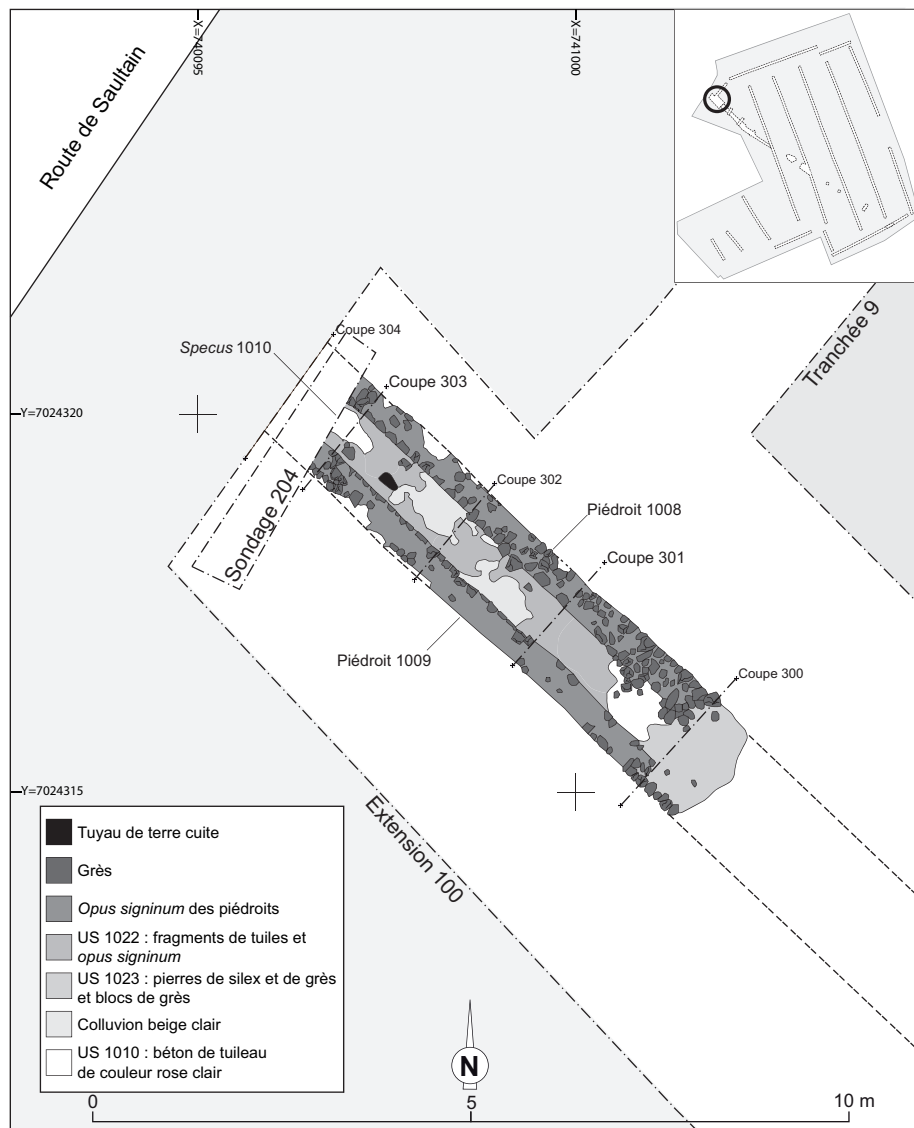 X=740095
X=741000
Route de Saultain
Tranchée 9
Coupe 304
Specus 1010
Coupe 303
Y=7024320
Coupe 302
Sondage 204
Piédroit 1008
Coupe 301
Piédroit 1009
Coupe 300
Y=7024315
Extension 100
Tuyau de terre cuite
Grès
Opus signinum des piédroits
US 1022 : fragments de tuiles et
opus signinum
US 1023 : pierres de silex et de grès
et blocs de grès
Colluvion beige clair
US 1010 : béton de tuileau
de couleur rose clair
N
0
5
10 m